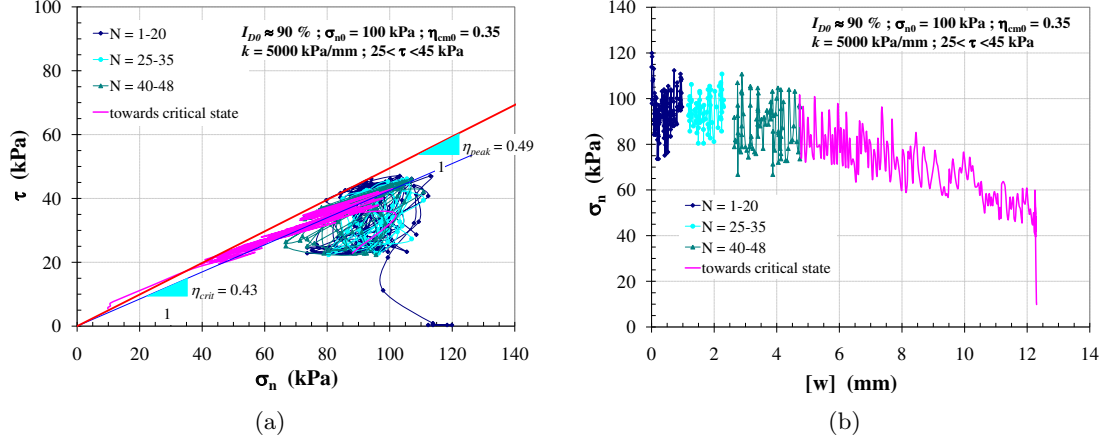 I_D0 ≈ 90 % ; σ_n0 = 100 kPa ; η_cm0 = 0.35
k = 5000 kPa/mm ; 25< τ <45 kPa
N = 1-20
N = 25-35
N = 40-48
towards critical state
η_peak = 0.49
1
η_crit = 0.43
1
τ (kPa)
100
80
60
40
20
0
0 20 40 60 80 100 120 140
σ_n (kPa)
(a)
I_D0 ≈ 90 % ; σ_n0 = 100 kPa ; η_cm0 = 0.35
k = 5000 kPa/mm ; 25< τ <45 kPa
N = 1-20
N = 25-35
N = 40-48
towards critical state
σ_n (kPa)
140
120
100
80
60
40
20
0
0 2 4 6 8 10 12 14
[w] (mm)
(b)